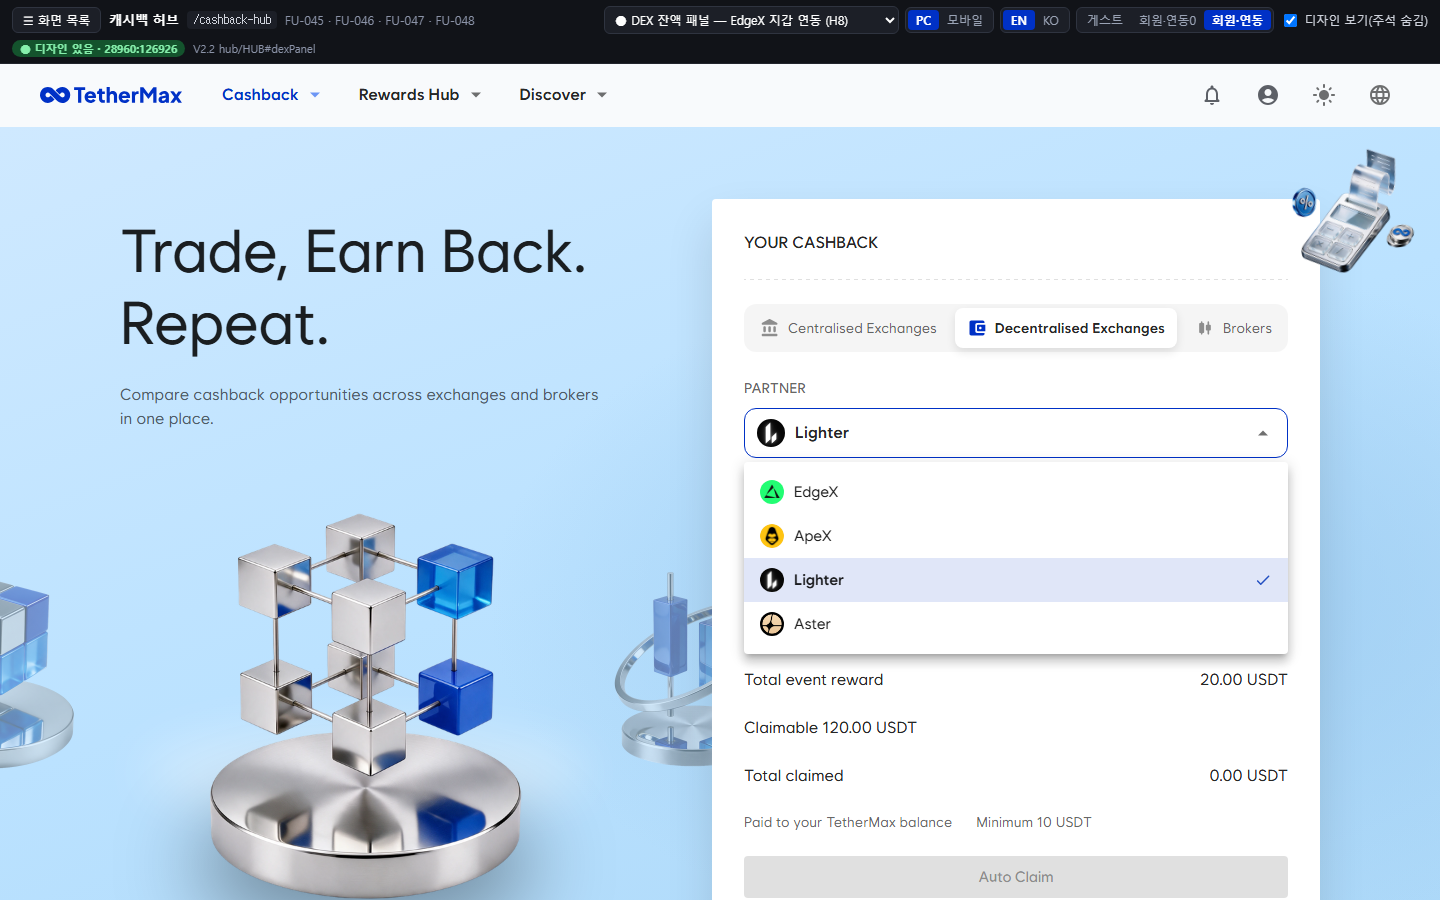 ☰ 화면 목록 캐시백 허브 /cashback-hub FU-045 · FU-046 · FU-047 · FU-048 ● DEX 잔액 패널 — EdgeX 지갑 연동 (H8) PC 모바일 EN KO 게스트 회원·연동0 회원·연동 디자인 보기(주석 숨김)
● 디자인 있음 · 28960:126926 V2.2 hub/HUB#dexPanel
TetherMax Cashback Rewards Hub Discover
Trade, Earn Back.
Repeat.
Compare cashback opportunities across exchanges and brokers
in one place.
YOUR CASHBACK
Centralised Exchanges Decentralised Exchanges Brokers
PARTNER
Lighter
EdgeX
ApeX
Lighter
Aster
Total event reward 20.00 USDT
Claimable 120.00 USDT
Total claimed 0.00 USDT
Paid to your TetherMax balance Minimum 10 USDT
Auto Claim